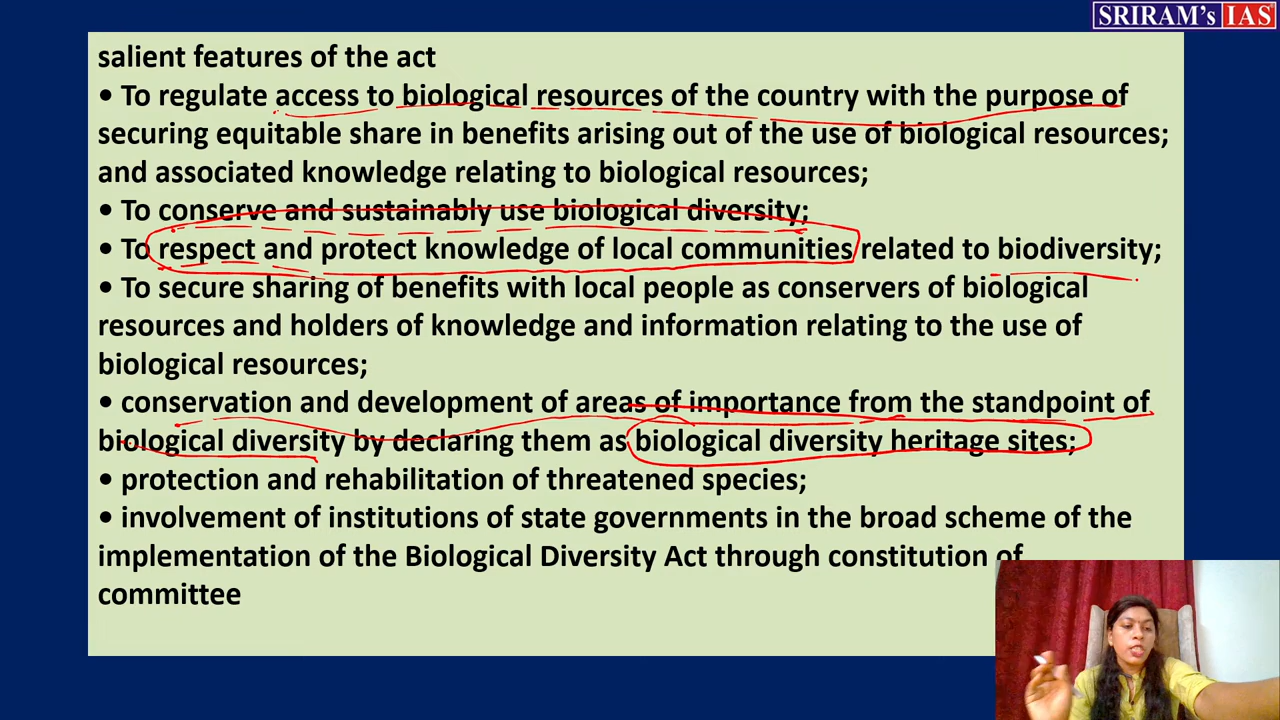 SRIRAM's IAS
salient features of the act
• To regulate access to biological resources of the country with the purpose of
securing equitable share in benefits arising out of the use of biological resources;
and associated knowledge relating to biological resources;
• To conserve and sustainably use biological diversity;
• To respect and protect knowledge of local communities related to biodiversity;
• To secure sharing of benefits with local people as conservers of biological
resources and holders of knowledge and information relating to the use of
biological resources;
• conservation and development of areas of importance from the standpoint of
biological diversity by declaring them as biological diversity heritage sites;
• protection and rehabilitation of threatened species;
• involvement of institutions of state governments in the broad scheme of the
implementation of the Biological Diversity Act through constitution of
committee